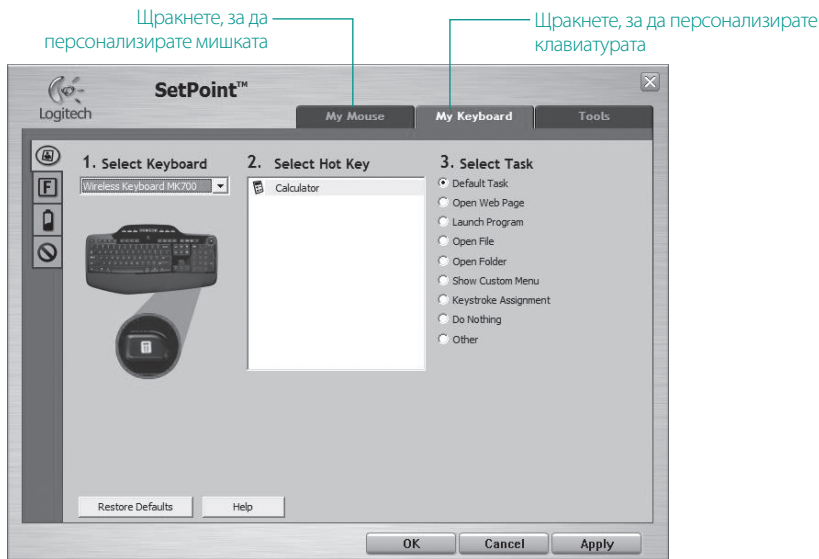 Щракнете, за да
персонализирате мишката
Щракнете, за да персонализирате
клавиатурата
Logitech
SetPoint™
My Mouse
My Keyboard
Tools
1. Select Keyboard
Wireless Keyboard MK700
2. Select Hot Key
Calculator
3. Select Task
Default Task
Open Web Page
Launch Program
Open File
Open Folder
Show Custom Menu
Keystroke Assignment
Do Nothing
Other
F
Restore Defaults
Help
OK
Cancel
Apply